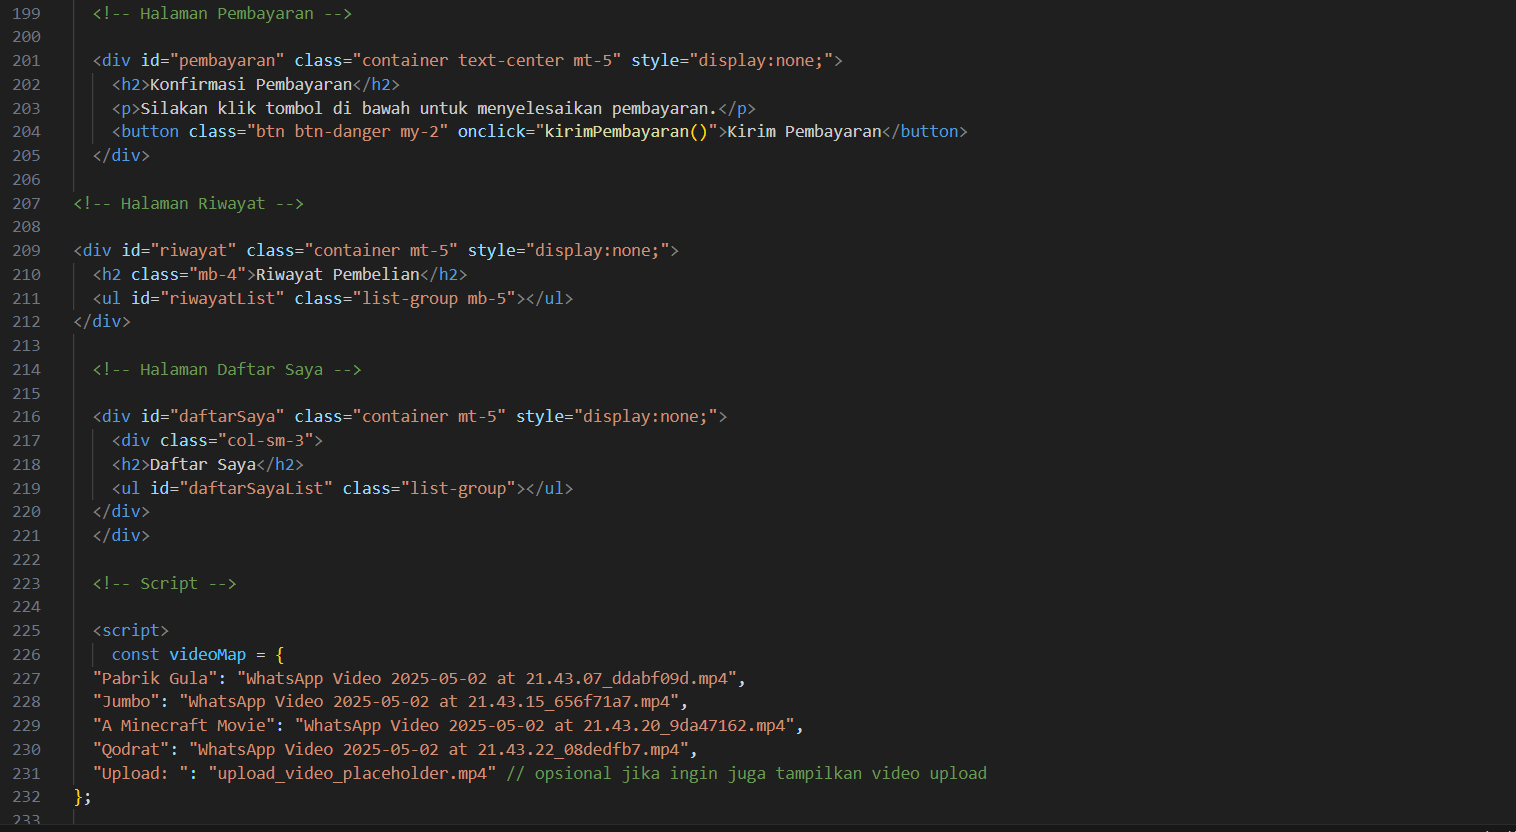 199 <!-- Halaman Pembayaran -->
200
201 <div id="pembayaran" class="container text-center mt-5" style="display:none;">
202 <h2>Konfirmasi Pembayaran</h2>
203 <p>Silakan klik tombol di bawah untuk menyelesaikan pembayaran.</p>
204 <button class="btn btn-danger my-2" onclick="kirimPembayaran()">Kirim Pembayaran</button>
205 </div>
206
207 <!-- Halaman Riwayat -->
208
209 <div id="riwayat" class="container mt-5" style="display:none;">
210 <h2 class="mb-4">Riwayat Pembelian</h2>
211 <ul id="riwayatList" class="list-group mb-5"></ul>
212 </div>
213
214 <!-- Halaman Daftar Saya -->
215
216 <div id="daftarSaya" class="container mt-5" style="display:none;">
217 <div class="col-sm-3">
218 <h2>Daftar Saya</h2>
219 <ul id="daftarSayaList" class="list-group"></ul>
220 </div>
221 </div>
222
223 <!-- Script -->
224
225 <script>
226 const videoMap = {
227 "Pabrik Gula": "WhatsApp Video 2025-05-02 at 21.43.07_ddabf09d.mp4",
228 "Jumbo": "WhatsApp Video 2025-05-02 at 21.43.15_656f71a7.mp4",
229 "A Minecraft Movie": "WhatsApp Video 2025-05-02 at 21.43.20_9da47162.mp4",
230 "Qodrat": "WhatsApp Video 2025-05-02 at 21.43.22_08dedfb7.mp4",
231 "Upload: ": "upload_video_placeholder.mp4" // opsional jika ingin juga tampilkan video upload
232 };
233